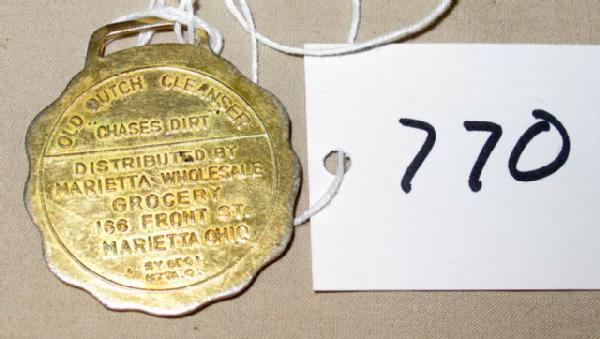 OLD DUTCH CLEANSER
"CHASES DIRT"
DISTRIBUTED BY
MARIETTA WHOLESALE
GROCERY
166 FRONT ST.
MARIETTA OHIO
770